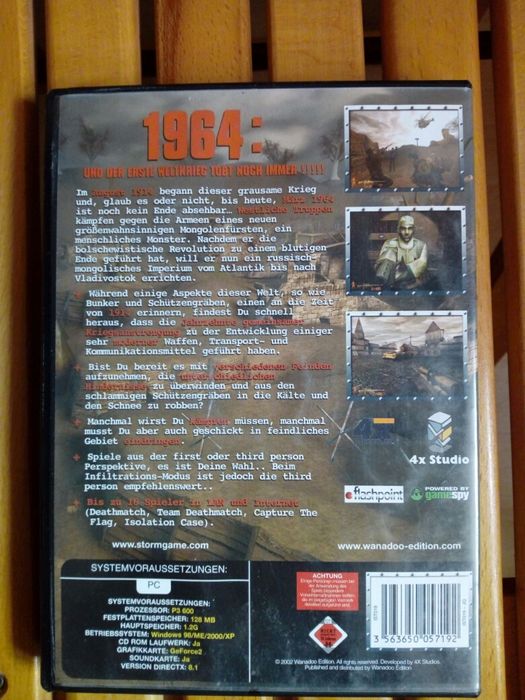 1964:
UND DER ERSTE WELTKRIEG TOBT NOCH IMMER !!!!!
Im August 1914 begann dieser grausame Krieg
und, glaub es oder nicht, bis heute, März 1964
ist noch kein Ende absehbar... Westliche Truppen
kämpfen gegen die Armeen eines neuen
größenwahnsinnigen Mongolenfürsten, ein
menschliches Monster. Nachdem er die
bolschewistische Revolution zu einem blutigen
Ende geführt hat, will er nun ein russisch-
mongolisches Imperium vom Atlantik bis nach
Vladivostok errichten.
+ Während einige Aspekte dieser Welt, so wie
Bunker und Schützengräben, einen an die Zeit
von 1914 erinnern, findest Du schnell
heraus, dass die Jahrzehnte gemeinsamer
Kriegsanstrengung zu der Entwicklung einiger
sehr moderner Waffen, Transport- und
Kommunikationsmittel geführt haben.
+ Bist Du bereit es mit verschiedenen Feinden
aufzunehmen, die unterschiedlichen
Hindernisse zu überwinden und aus den
schlammigen Schützengräben in die Kälte und
den Schnee zu robben?
+ Manchmal wirst Du kämpfen müssen, manchmal
musst Du aber auch geschickt in feindliches
Gebiet eindringen.
+ Spiele aus der first oder third person
Perspektive, es ist Deine Wahl.. Beim
Infiltrations-Modus ist jedoch die third
person empfehlenswert..
+ Bis zu 16 Spieler in LAN und Internet
(Deathmatch, Team Deathmatch, Capture The
Flag, Isolation Case).
4x Studio
flashpoint
POWERED BY
gamespy
www.stormgame.com
www.wanadoo-edition.com
SYSTEMVORAUSSETZUNGEN:
PC
SYSTEMVORAUSSETZUNGEN:
PROZESSOR: P3 600
FESTPLATTENSPEICHER: 128 MB
HAUPTSPEICHER: 1.2G
BETRIEBSSYSTEM: Windows 98/ME/2000/XP
CD ROM LAUFWERK: Ja
GRAFIKKARTE: GeForce2
SOUNDKARTE: Ja
VERSION DIRECTX: 8.1
ACHTUNG
3 563650 057192
© 2002 Wanadoo Edition. All rights reserved. Developed by 4X Studios.
Published and distributed by Wanadoo Edition.